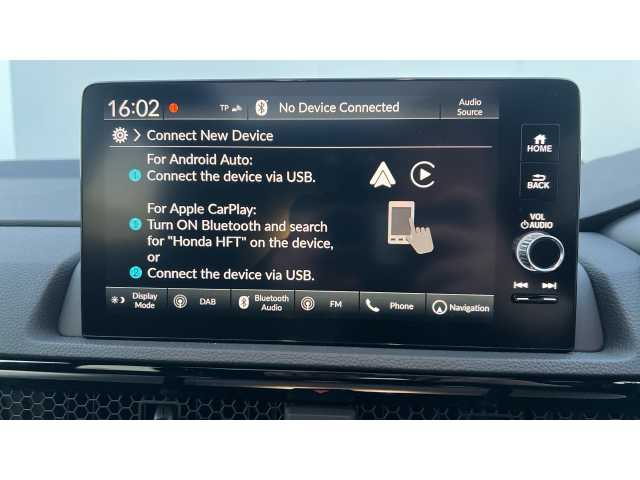 16:02 TP No Device Connected Audio Source
Connect New Device
HOME
For Android Auto:
1 Connect the device via USB.
BACK
For Apple CarPlay:
Turn ON Bluetooth and search
for "Honda HFT" on the device,
or
2 Connect the device via USB.
VOL
AUDIO
Display Mode DAB Bluetooth Audio FM Phone Navigation